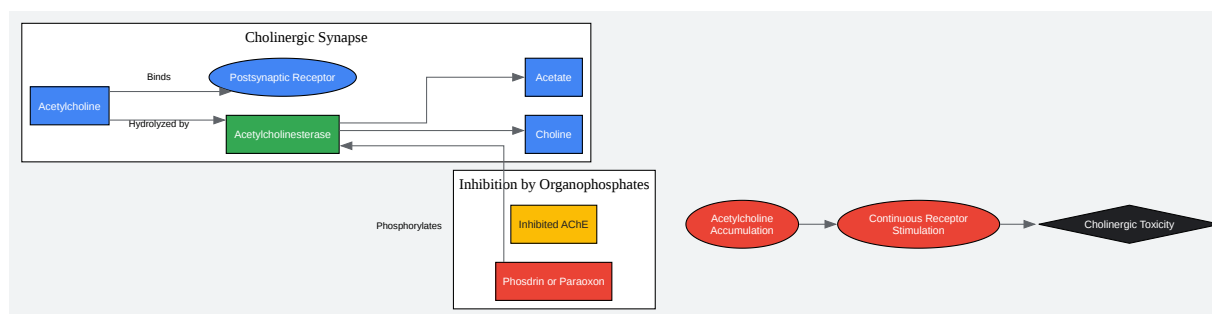 Cholinergic Synapse
Binds
Postsynaptic Receptor
Acetate
Acetylcholine
Hydrolyzed by
Acetylcholinesterase
Choline
Inhibition by Organophosphates
Phosphorylates
Inhibited AChE
Phosdrin or Paraoxon
Acetylcholine
Accumulation
Continuous Receptor
Stimulation
Cholinergic Toxicity